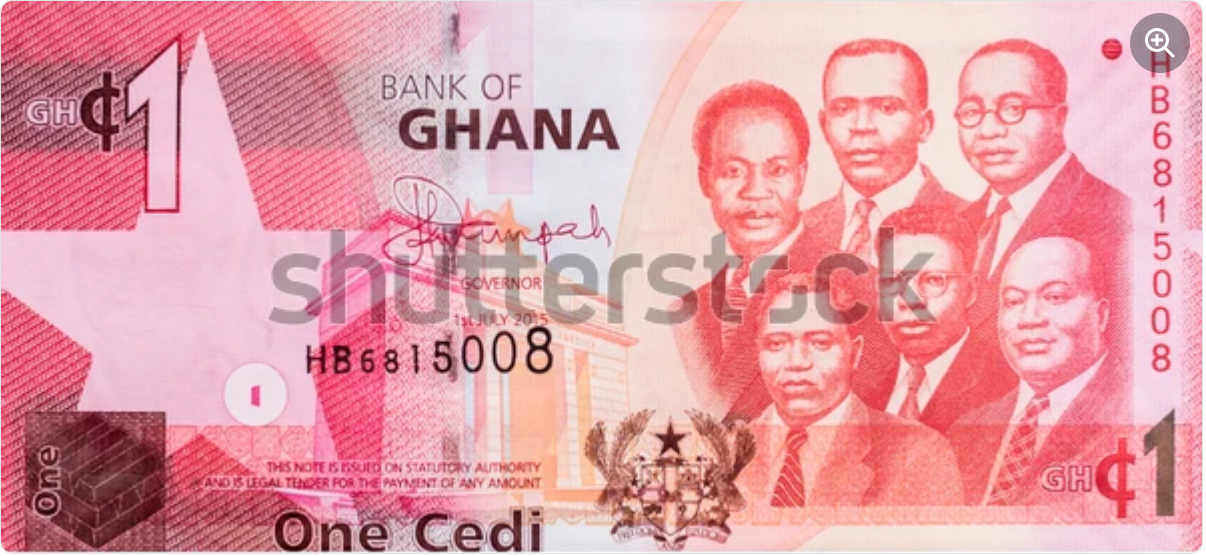 GH₵1
BANK OF
GHANA
GOVERNOR
1st JULY 2015
HB6815008
HB6815008
THIS NOTE IS ISSUED ON STATUTORY AUTHORITY
AND IS LEGAL TENDER FOR THE PAYMENT OF ANY AMOUNT
One
One Cedi
GH₵1
shutterstock